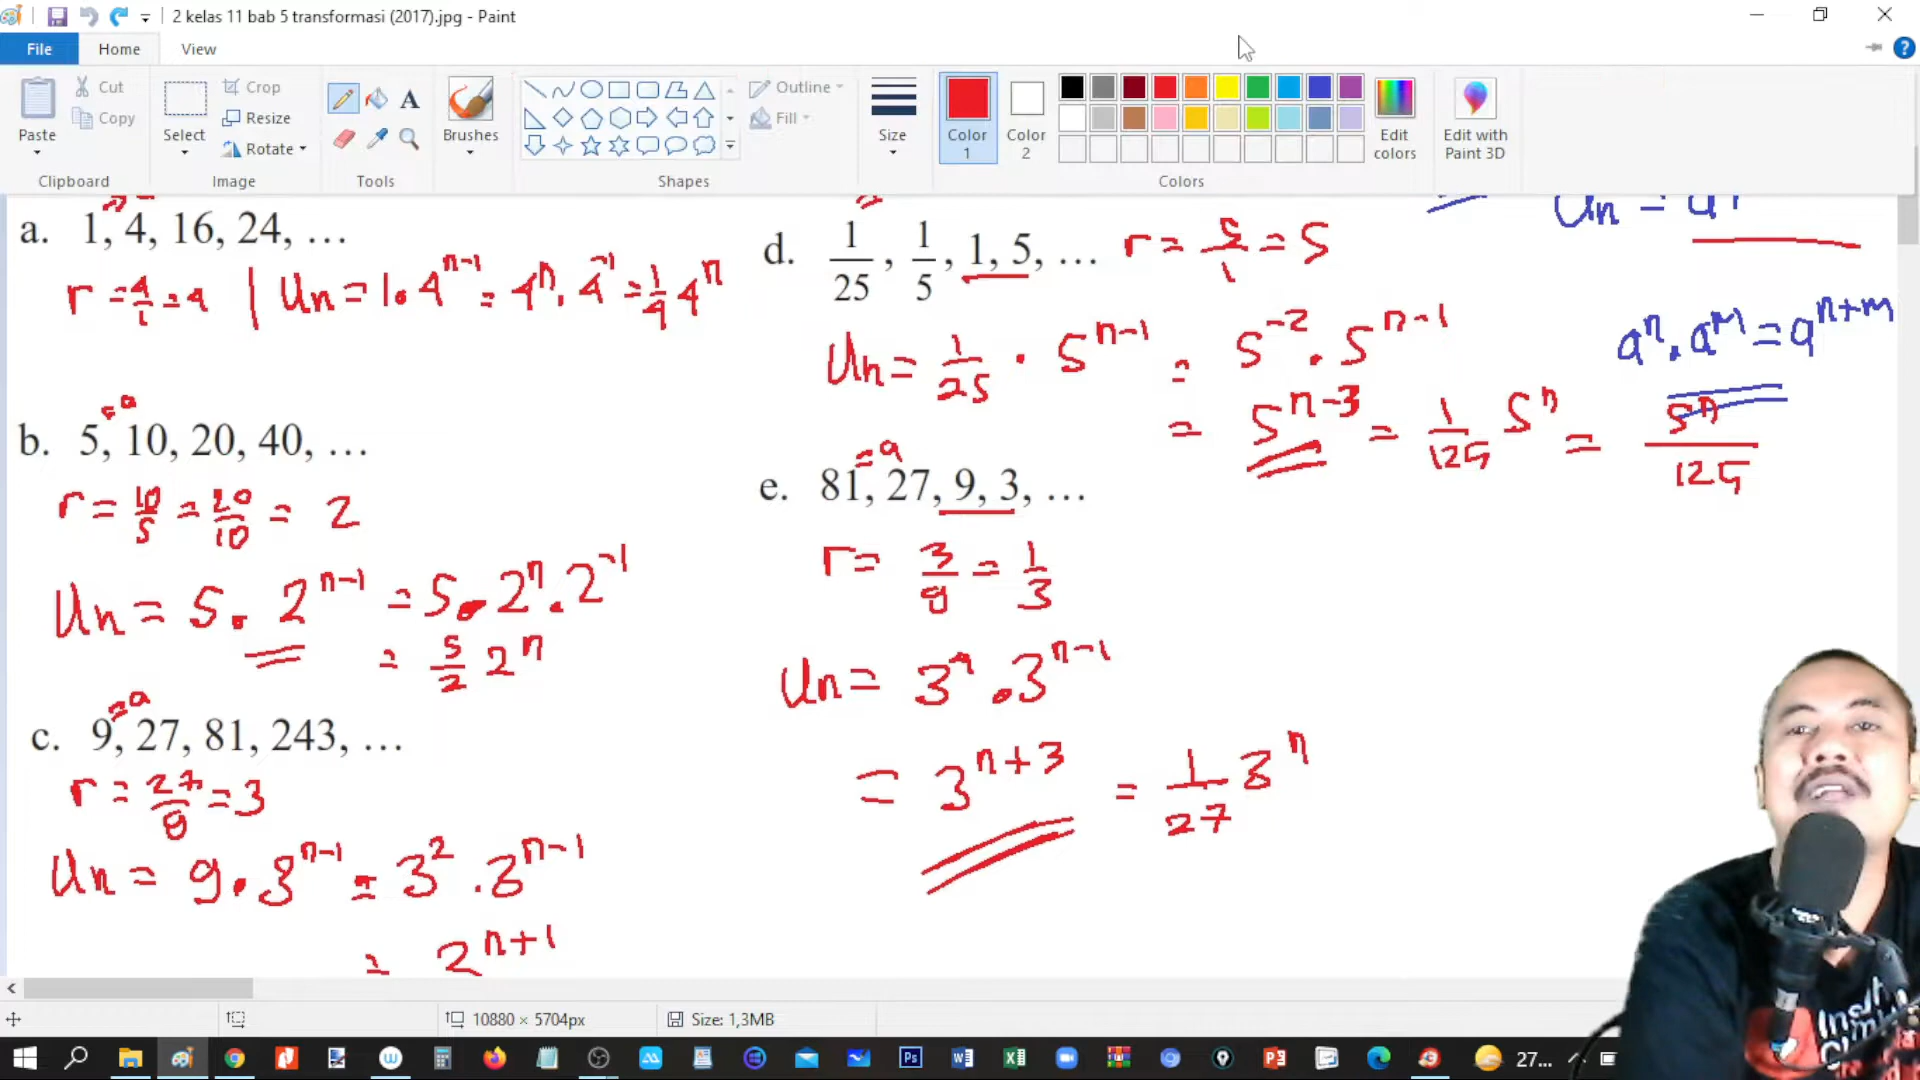 2 kelas 11 bab 5 transformasi (2017).jpg - Paint
File Home View
Paste Cut Copy Clipboard
Select Crop Resize Rotate Image
A Tools
Brushes
Shapes
Outline Fill
Size
Color 1 Color 2
Edit colors
Colors
Edit with Paint 3D
a. 1, 4, 16, 24, …
r = 4/1 = 4 | Un = 1 . 4^{n-1} = 4^n . 4^{-1} = 1/4 4^n
b. 5, 10, 20, 40, …
= a
r = 10/5 = 20/10 = 2
Un = 5 . 2^{n-1} = 5 . 2^n . 2^{-1}
= 5/2 2^n
c. 9, 27, 81, 243, …
= a
r = 27/9 = 3
Un = 9 . 3^{n-1} = 3^2 . 3^{n-1}
= 3^{n+1}
d. 1/25, 1/5, 1, 5, … r = 5/1 = 5
Un = 1/25 . 5^{n-1} = 5^{-2} . 5^{n-1}
= 5^{n-3} = 1/125 5^n = 5^n/125
e. 81, 27, 9, 3, …
= a
r = 3/9 = 1/3
Un = 3^4 . 3^{n-1}
= 3^{n+3} = 1/27 3^n
Un = ar
a^n . a^m = a^{n+m}
10880 × 5704px
Size: 1,3MB
27...